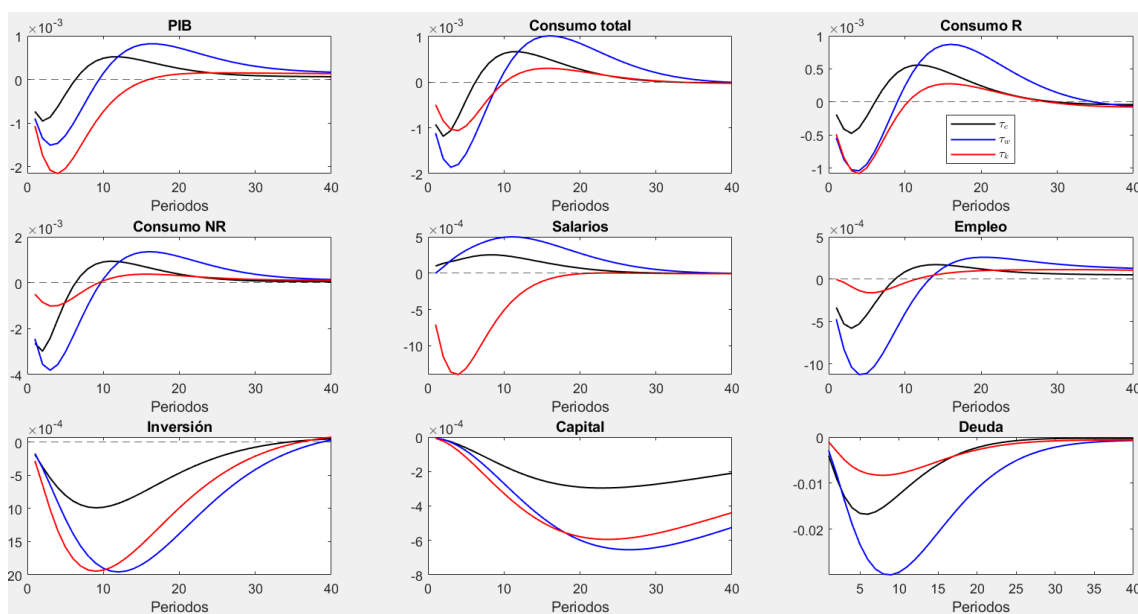 PIB
×10⁻³
1
0
-1
-2
0 10 20 30 40
Periodos
Consumo total
×10⁻³
1
0
-1
-2
0 10 20 30 40
Periodos
Consumo R
×10⁻³
1
0.5
0
-0.5
-1
τ_c
τ_w
τ_k
0 10 20 30 40
Periodos
Consumo NR
×10⁻³
2
0
-2
-4
0 10 20 30 40
Periodos
Salarios
×10⁻⁴
5
0
-5
-10
0 10 20 30 40
Periodos
Empleo
×10⁻⁴
5
0
-5
-10
0 10 20 30 40
Periodos
Inversión
×10⁻⁴
0
-5
10
15
20
0 10 20 30 40
Periodos
Capital
×10⁻⁴
0
-2
-4
-6
-8
0 10 20 30 40
Periodos
Deuda
0
-0.01
-0.02
5 10 15 20 25 30 35 40
Periodos